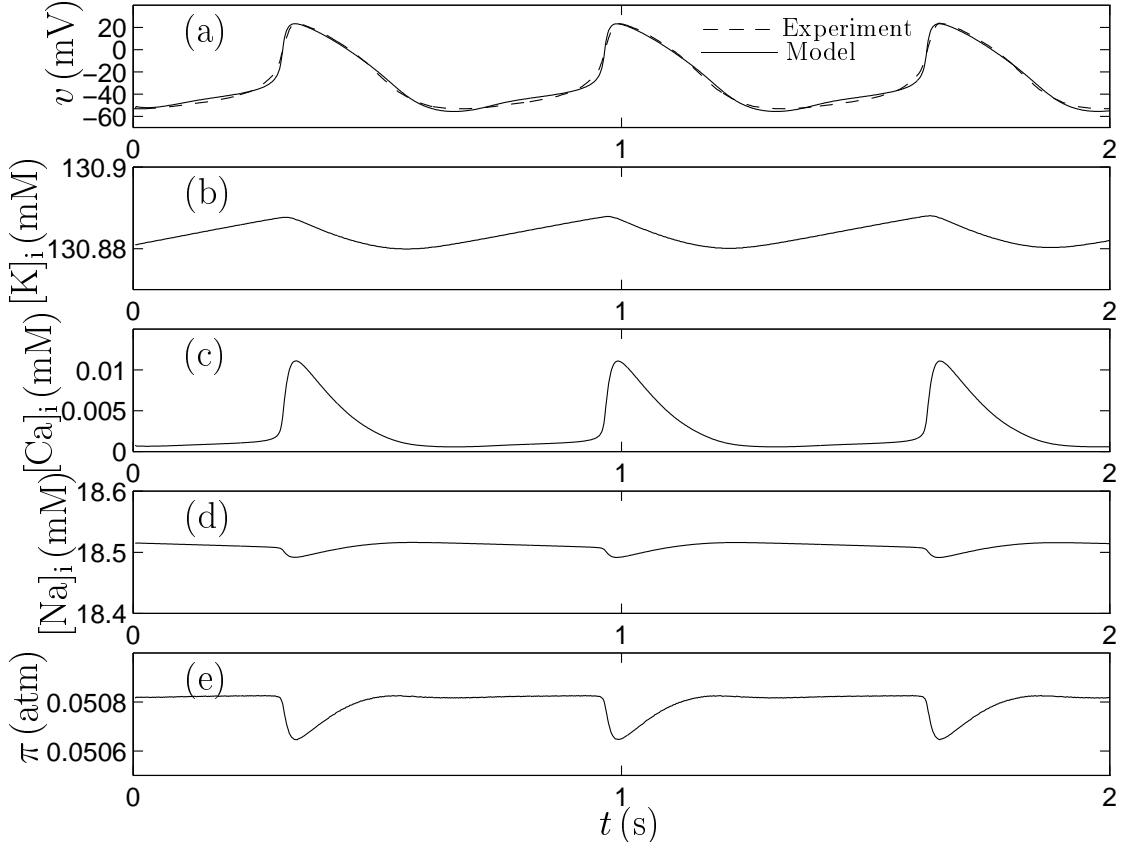 (a)
20
0
−20
−40
−60
v (mV)
Experiment
Model
0
1
2
(b)
130.9
130.88
[K]i (mM)
0
1
2
(c)
0.01
0.005
0
[Ca]i (mM)
0
1
2
(d)
18.6
18.5
18.4
[Na]i (mM)
0
1
2
(e)
0.0508
0.0506
π (atm)
0
1
2
t (s)